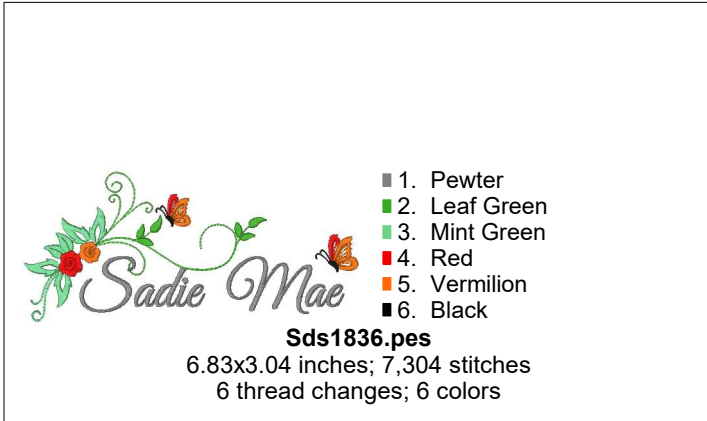 Sadie Mae
1. Pewter
2. Leaf Green
3. Mint Green
4. Red
5. Vermilion
6. Black
Sds1836.pes
6.83x3.04 inches; 7,304 stitches
6 thread changes; 6 colors